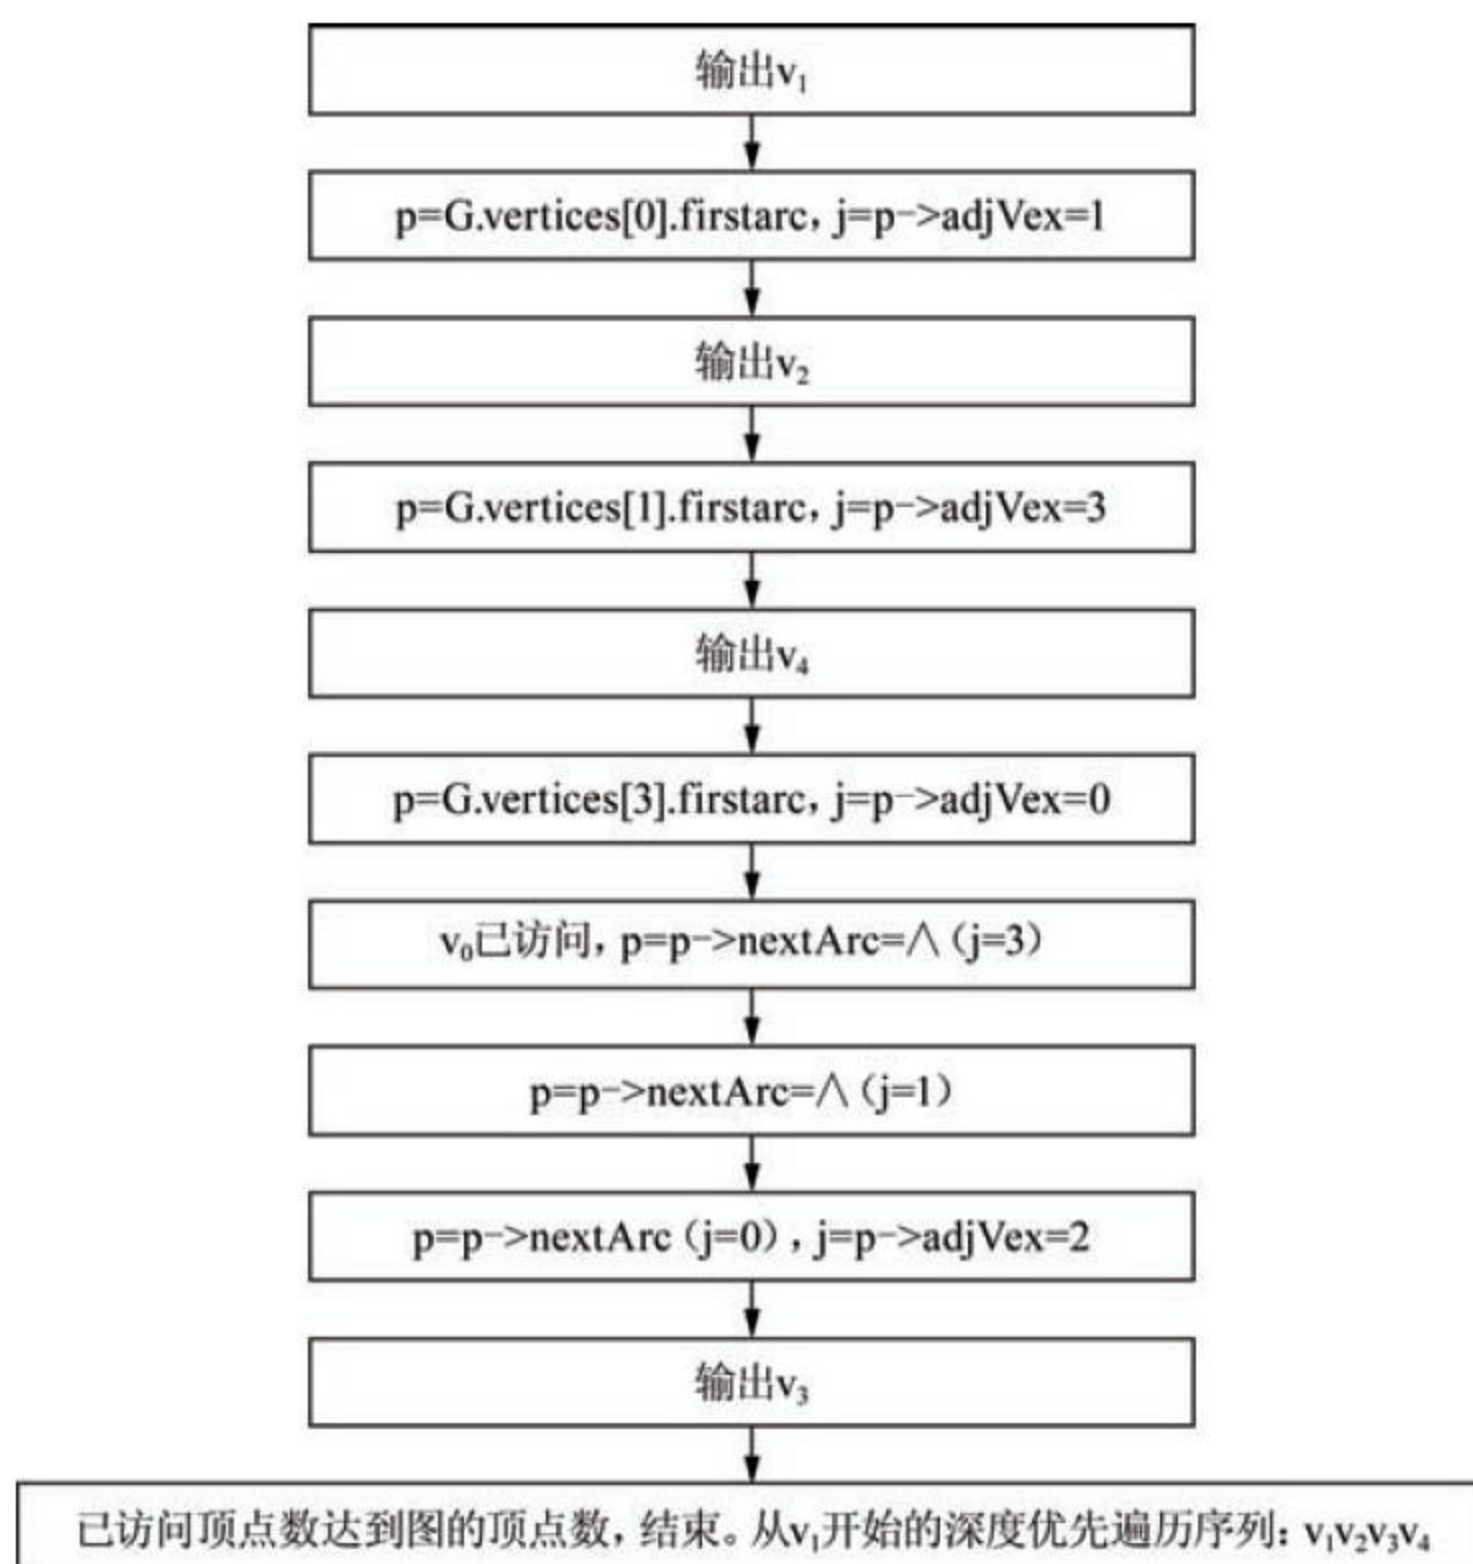 输出v₁
p=G.vertices[0].firstarc，j=p->adjVex=1
输出v₂
p=G.vertices[1].firstarc，j=p->adjVex=3
输出v₄
p=G.vertices[3].firstarc，j=p->adjVex=0
v₀已访问，p=p->nextArc=∧（j=3）
p=p->nextArc=∧（j=1）
p=p->nextArc（j=0），j=p->adjVex=2
输出v₃
已访问顶点数达到图的顶点数，结束。从v₁开始的深度优先遍历序列：v₁v₂v₃v₄